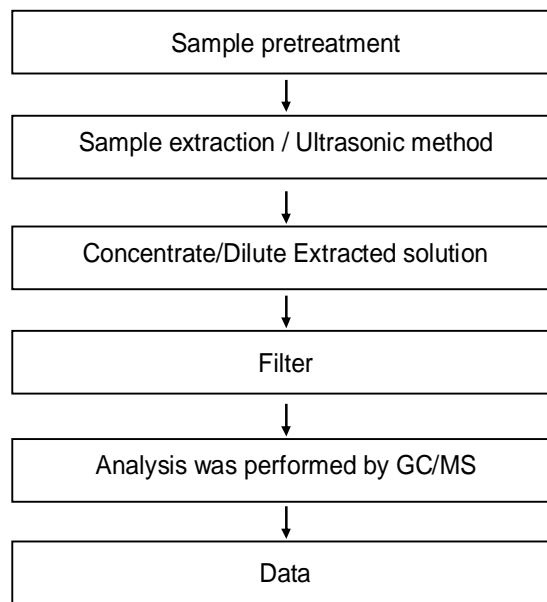 Sample pretreatment
Sample extraction / Ultrasonic method
Concentrate/Dilute Extracted solution
Filter
Analysis was performed by GC/MS
Data